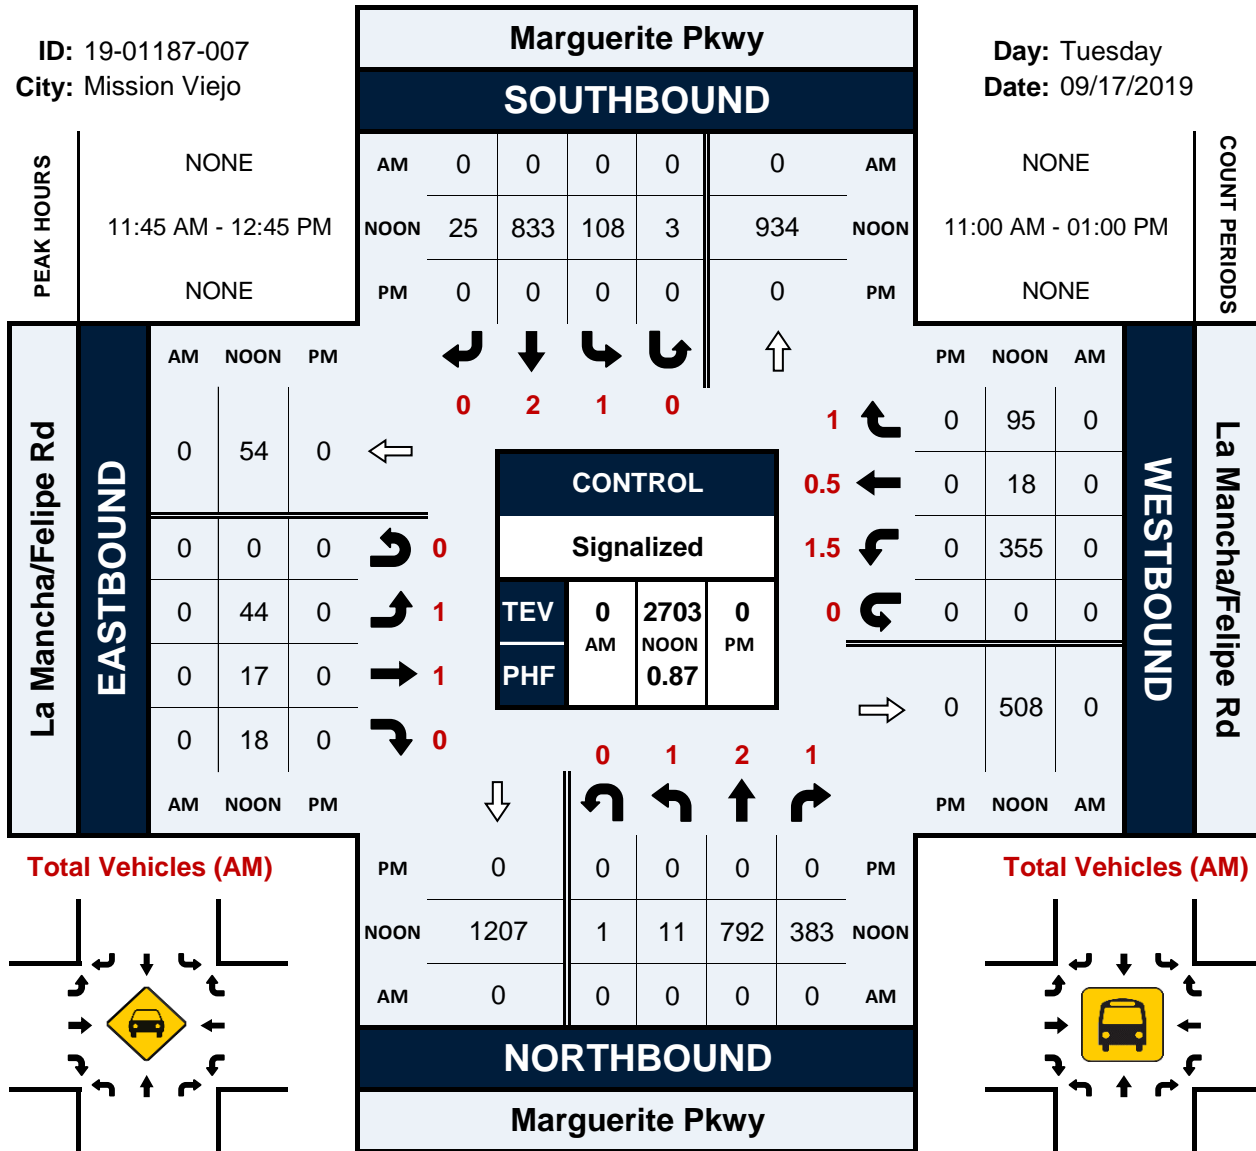 Marguerite Pkwy
ID: 19-01187-007
Day: Tuesday
City: Mission Viejo
Date: 09/17/2019
SOUTHBOUND
PEAK HOURS
NONE
AM 0 0 0 0 0 AM
NONE
COUNT PERIODS
11:45 AM - 12:45 PM
NOON 25 833 108 3 934 NOON
11:00 AM - 01:00 PM
NONE
PM 0 0 0 0 0 PM
NONE
AM NOON PM
PM NOON AM
0 2 1 0
La Mancha/Felipe Rd
EASTBOUND
0 54 0
0 0 0 0
0 44 0 1
0 17 0 1
0 18 0 0
AM NOON PM
CONTROL
Signalized
TEV 0 2703 0
AM NOON PM
PHF 0.87
1 0 95 0
0.5 0 18 0
1.5 0 355 0
0 0 0 0
0 508 0
PM NOON AM
WESTBOUND
La Mancha/Felipe Rd
0 1 2 1
Total Vehicles (AM)
PM 0 0 0 0 0 PM
Total Vehicles (AM)
NOON 1207 1 11 792 383 NOON
AM 0 0 0 0 0 AM
NORTHBOUND
Marguerite Pkwy